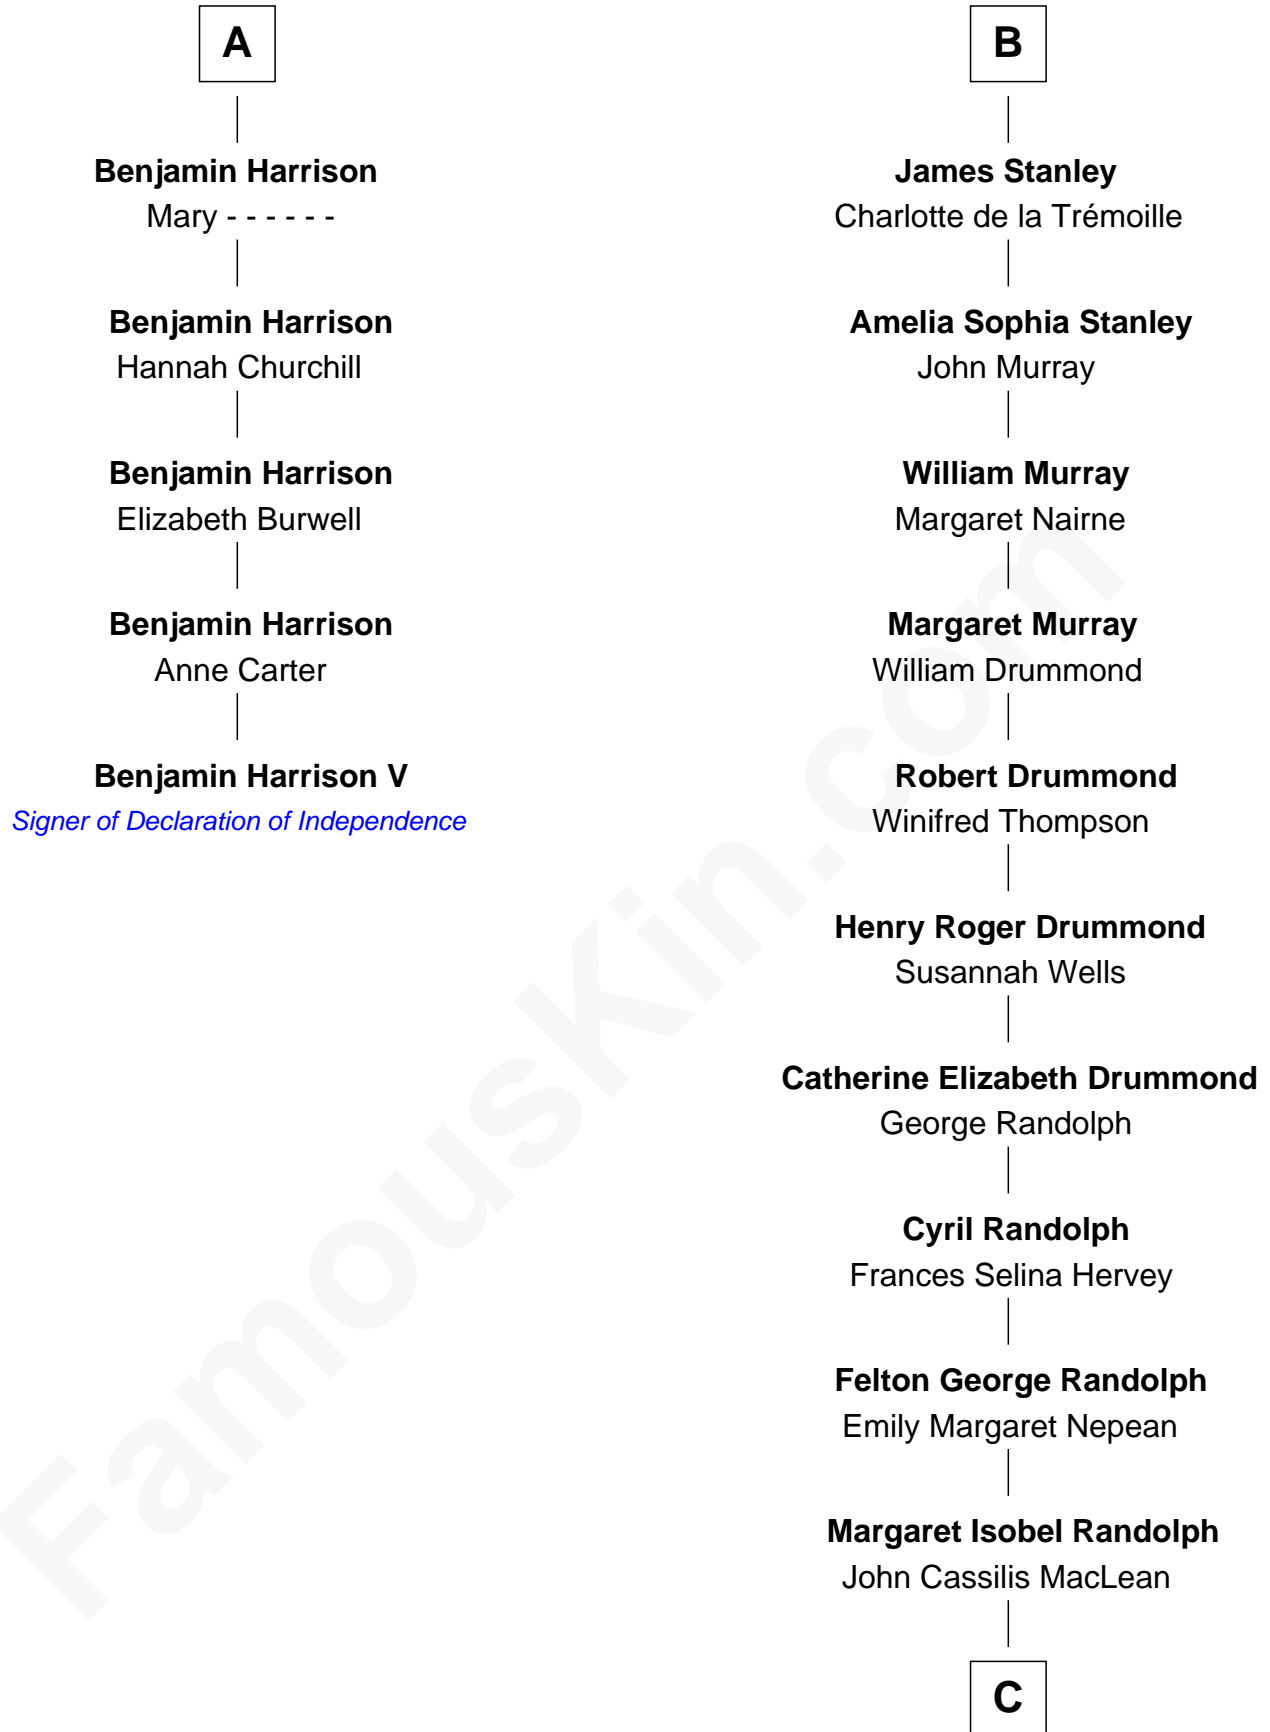 A
Benjamin Harrison
Mary - - - - - -
Benjamin Harrison
Hannah Churchill
Benjamin Harrison
Elizabeth Burwell
Benjamin Harrison
Anne Carter
Benjamin Harrison V
Signer of Declaration of Independence
B
James Stanley
Charlotte de la Trémoille
Amelia Sophia Stanley
John Murray
William Murray
Margaret Nairne
Margaret Murray
William Drummond
Robert Drummond
Winifred Thompson
Henry Roger Drummond
Susannah Wells
Catherine Elizabeth Drummond
George Randolph
Cyril Randolph
Frances Selina Hervey
Felton George Randolph
Emily Margaret Nepean
Margaret Isobel Randolph
John Cassilis MacLean
C
FamousKin.com